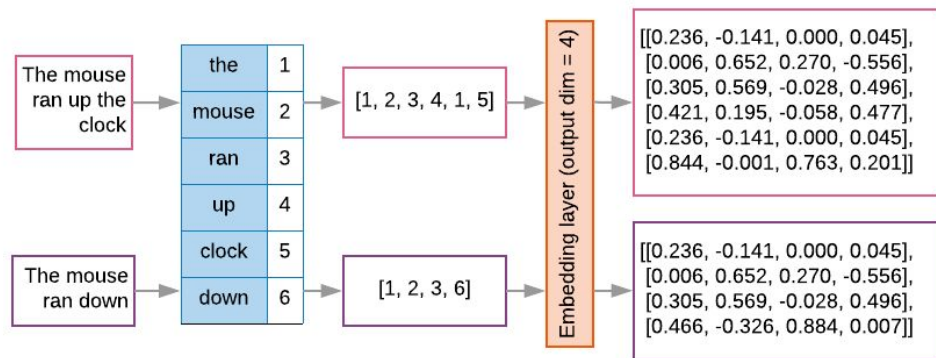 The mouse
ran up the
clock
the 1
mouse 2
ran 3
up 4
clock 5
down 6
[1, 2, 3, 4, 1, 5]
Embedding layer (output dim = 4)
[[0.236, -0.141, 0.000, 0.045],
[0.006, 0.652, 0.270, -0.556],
[0.305, 0.569, -0.028, 0.496],
[0.421, 0.195, -0.058, 0.477],
[0.236, -0.141, 0.000, 0.045],
[0.844, -0.001, 0.763, 0.201]]
The mouse
ran down
[1, 2, 3, 6]
[[0.236, -0.141, 0.000, 0.045],
[0.006, 0.652, 0.270, -0.556],
[0.305, 0.569, -0.028, 0.496],
[0.466, -0.326, 0.884, 0.007]]